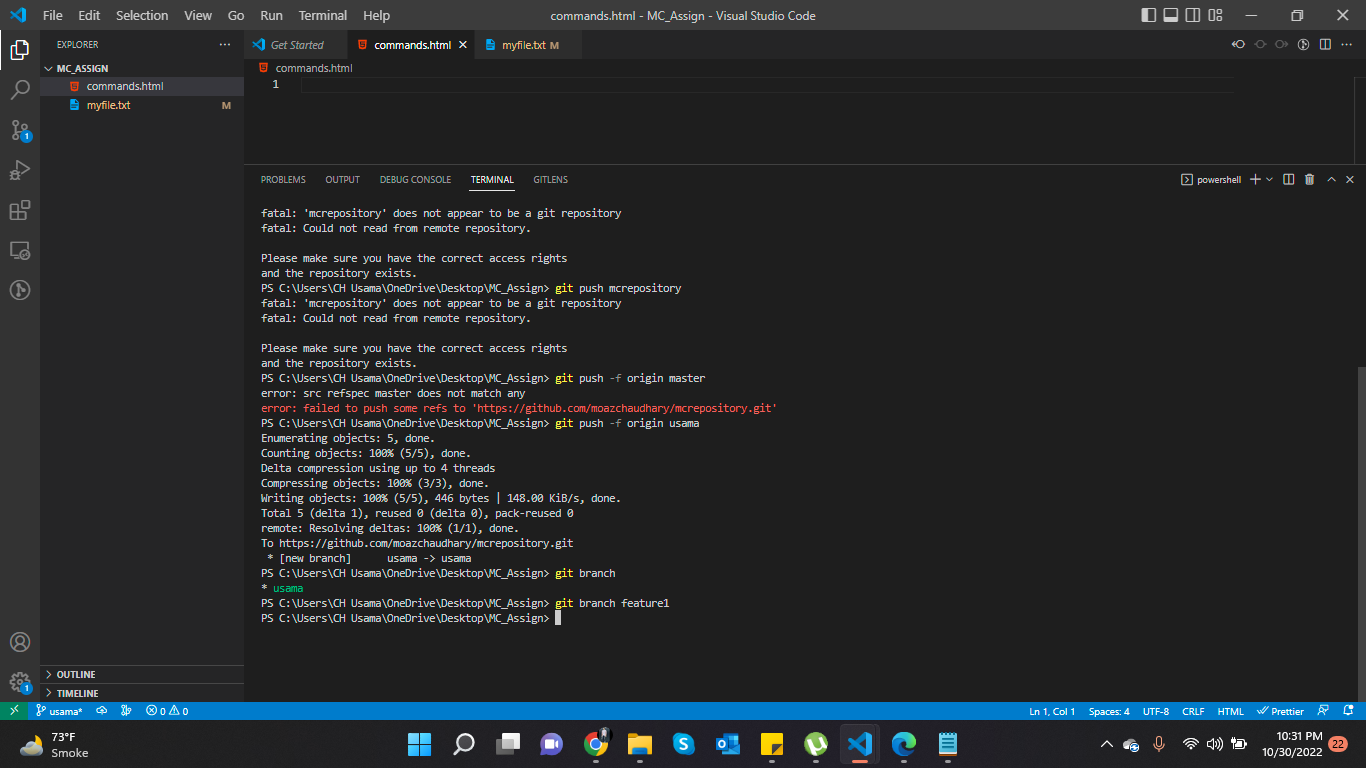 File Edit Selection View Go Run Terminal Help
commands.html - MC_Assign - Visual Studio Code
EXPLORER
MC_ASSIGN
commands.html
myfile.txt M
Get Started commands.html myfile.txt M
commands.html
1
PROBLEMS OUTPUT DEBUG CONSOLE TERMINAL GITLENS
powershell
fatal: 'mcrepository' does not appear to be a git repository
fatal: Could not read from remote repository.
Please make sure you have the correct access rights
and the repository exists.
PS C:\Users\CH Usama\OneDrive\Desktop\MC_Assign> git push mcrepository
fatal: 'mcrepository' does not appear to be a git repository
fatal: Could not read from remote repository.
Please make sure you have the correct access rights
and the repository exists.
PS C:\Users\CH Usama\OneDrive\Desktop\MC_Assign> git push -f origin master
error: src refspec master does not match any
error: failed to push some refs to 'https://github.com/moazchaudhary/mcrepository.git'
PS C:\Users\CH Usama\OneDrive\Desktop\MC_Assign> git push -f origin usama
Enumerating objects: 5, done.
Counting objects: 100% (5/5), done.
Delta compression using up to 4 threads
Compressing objects: 100% (3/3), done.
Writing objects: 100% (5/5), 446 bytes | 148.00 KiB/s, done.
Total 5 (delta 1), reused 0 (delta 0), pack-reused 0
remote: Resolving deltas: 100% (1/1), done.
To https://github.com/moazchaudhary/mcrepository.git
* [new branch] usama -> usama
PS C:\Users\CH Usama\OneDrive\Desktop\MC_Assign> git branch
* usama
PS C:\Users\CH Usama\OneDrive\Desktop\MC_Assign> git branch feature1
PS C:\Users\CH Usama\OneDrive\Desktop\MC_Assign>
1
1
OUTLINE
TIMELINE
usama* 0 0
Ln 1, Col 1 Spaces: 4 UTF-8 CRLF HTML Prettier
73°F
Smoke
10:31 PM
10/30/2022
22